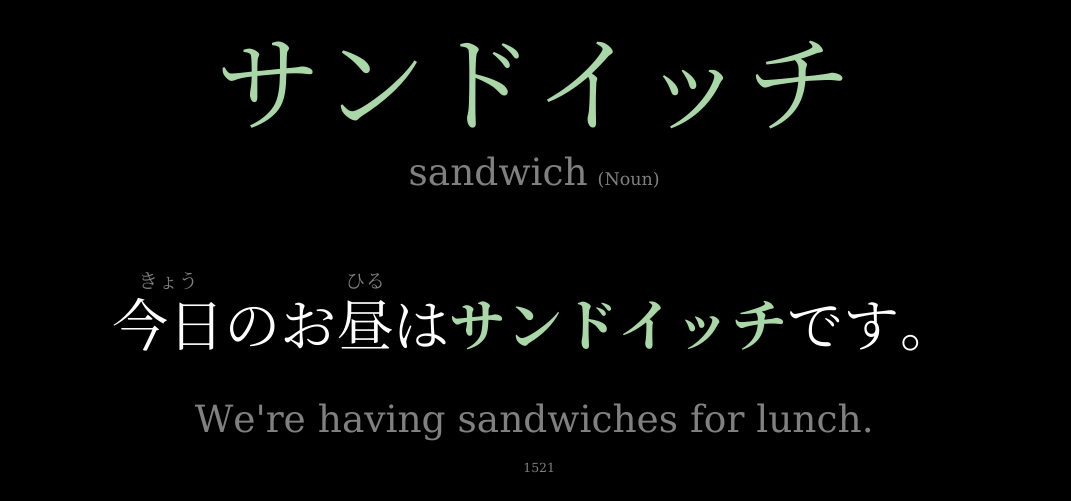 サンドイッチ
sandwich (Noun)
きょう ひる
今日のお昼はサンドイッチです。
We're having sandwiches for lunch.
1521